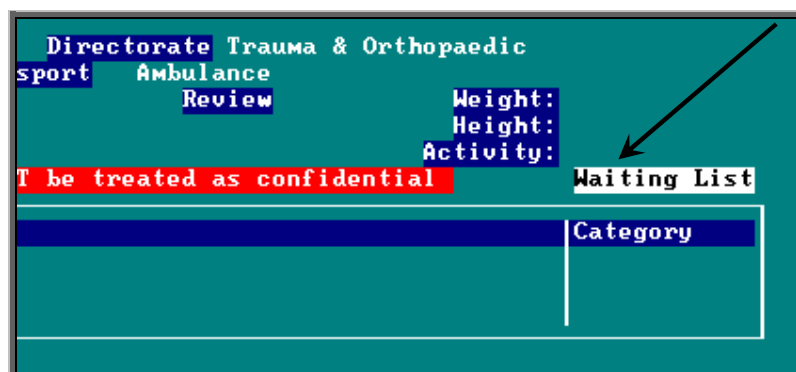 Directorate Trauma & Orthopaedic
sport Ambulance
Review Weight:
Height:
Activity:
T be treated as confidential Waiting List
Category